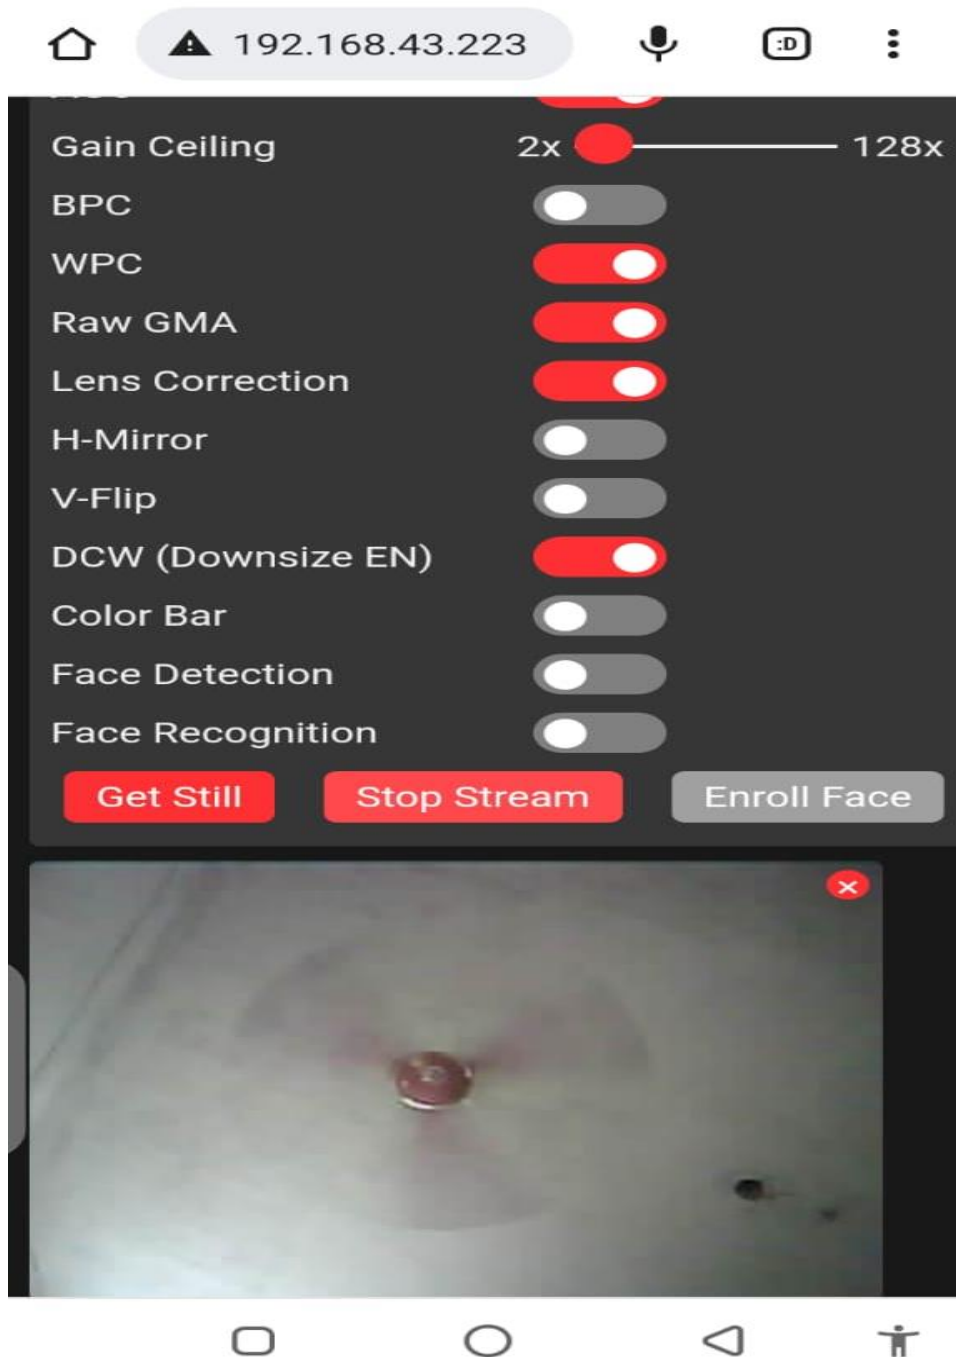 192.168.43.223 :D
Gain Ceiling 2x 128x
BPC
WPC
Raw GMA
Lens Correction
H-Mirror
V-Flip
DCW (Downsize EN)
Color Bar
Face Detection
Face Recognition
Get Still Stop Stream Enroll Face